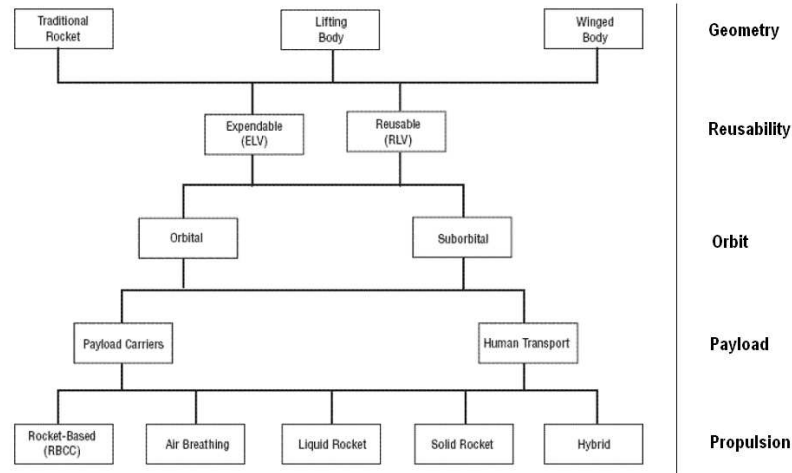 Traditional
Rocket
Lifting
Body
Winged
Body
Geometry
Expendable
(ELV)
Reusable
(RLV)
Reusability
Orbital
Suborbital
Orbit
Payload Carriers
Human Transport
Payload
Rocket-Based
(RBCC)
Air Breathing
Liquid Rocket
Solid Rocket
Hybrid
Propulsion